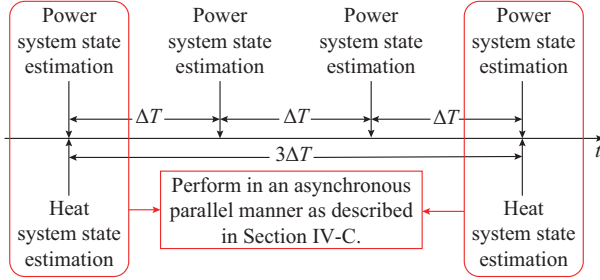 Power
system state
estimation
Power
system state
estimation
Power
system state
estimation
Power
system state
estimation
ΔT
ΔT
ΔT
t
3ΔT
Heat
system state
estimation
Perform in an asynchronous
parallel manner as described
in Section IV-C.
Heat
system state
estimation